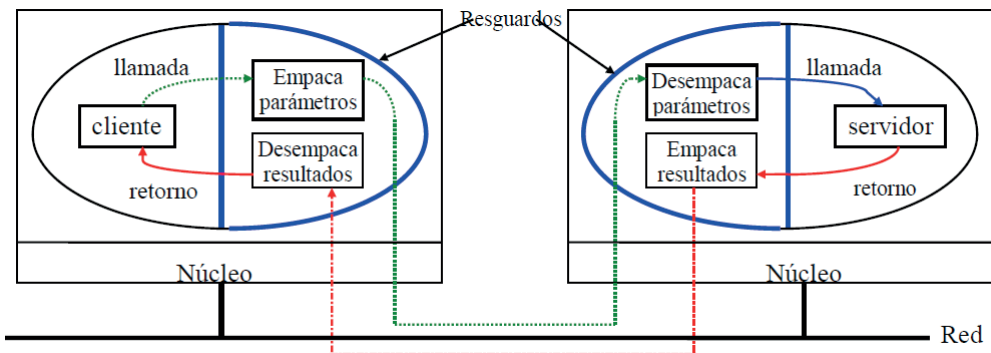 Resguardos
llamada
Empaca
parámetros
cliente
Desempaca
resultados
retorno
Núcleo
Desempaca
parámetros
llamada
servidor
Empaca
resultados
retorno
Núcleo
Red